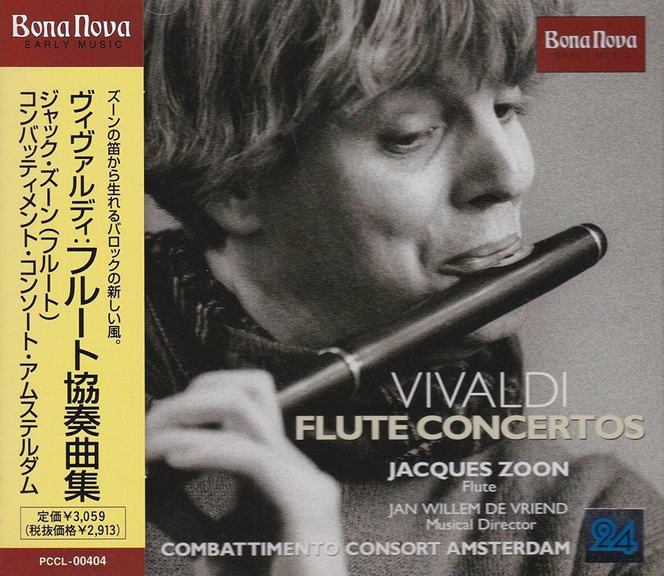 Bona Nova
EARLY MUSIC
ズーンの笛から生れるバロックの新しい風。
ヴィヴァルディ:フルート協奏曲集
ジャック・ズーン(フルート)
コンバッティメント・コンソート・アムステルダム
定価¥3,059
(税抜価格¥2,913)
PCCL-00404
Bona Nova
EARLY MUSIC
VIVALDI
FLUTE CONCERTOS
JACQUES ZOON
Flute
JAN WILLEM DE VRIEND
Musical Director
COMBATTIMENTO CONSORT AMSTERDAM
24